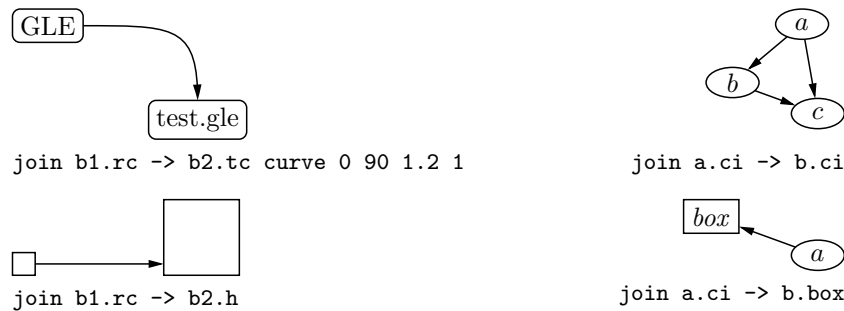 GLE
test.gle
join b1.rc -> b2.tc curve 0 90 1.2 1
a
b
c
join a.ci -> b.ci
join b1.rc -> b2.h
box
a
join a.ci -> b.box